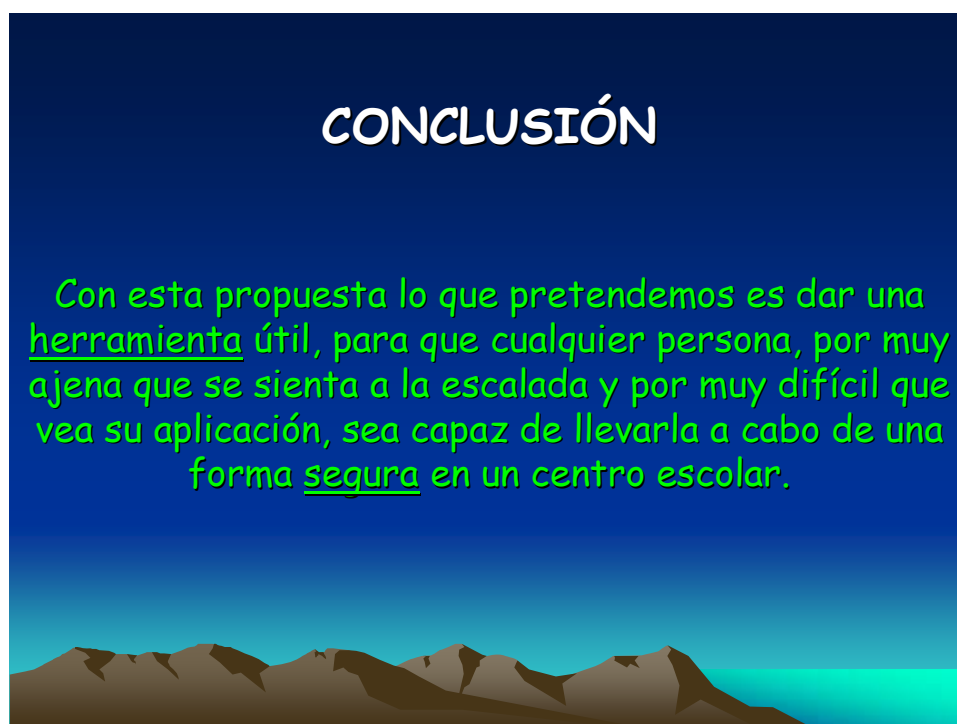 CONCLUSIÓN
Con esta propuesta lo que pretendemos es dar una
herramienta útil, para que cualquier persona, por muy
ajena que se sienta a la escalada y por muy difícil que
vea su aplicación, sea capaz de llevarla a cabo de una
forma segura en un centro escolar.